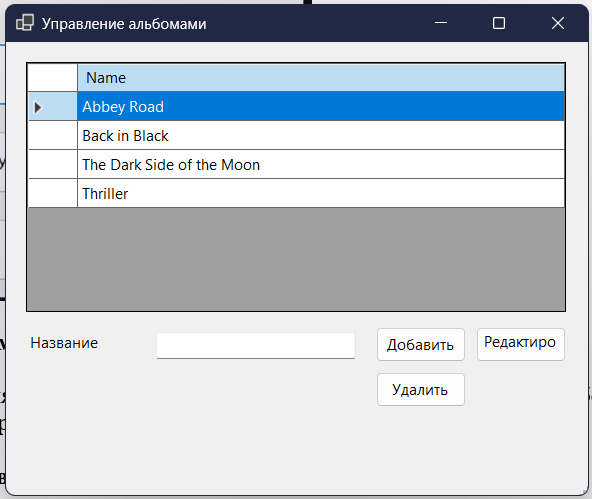 Управление альбомами
Name
Abbey Road
Back in Black
The Dark Side of the Moon
Thriller
Название
Добавить
Редактиро
Удалить